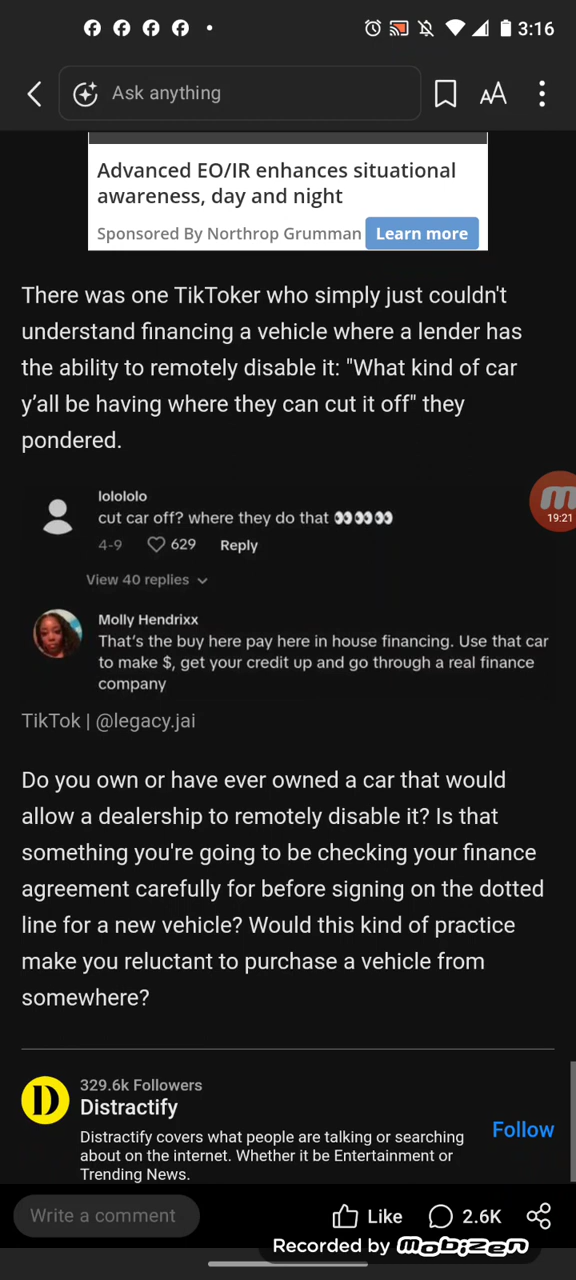 3:16
Ask anything
AA
Advanced EO/IR enhances situational
awareness, day and night
Sponsored By Northrop Grumman
Learn more
There was one TikToker who simply just couldn't
understand financing a vehicle where a lender has
the ability to remotely disable it: "What kind of car
y’all be having where they can cut it off" they
pondered.
19:21
lolololo
cut car off? where they do that 👀👀👀
4-9 629 Reply
View 40 replies
Molly Hendrixx
That's the buy here pay here in house financing. Use that car
to make $, get your credit up and go through a real finance
company
TikTok | @legacy.jai
Do you own or have ever owned a car that would
allow a dealership to remotely disable it? Is that
something you're going to be checking your finance
agreement carefully for before signing on the dotted
line for a new vehicle? Would this kind of practice
make you reluctant to purchase a vehicle from
somewhere?
D
329.6k Followers
Distractify
Follow
Distractify covers what people are talking or searching
about on the internet. Whether it be Entertainment or
Trending News.
Write a comment
Like
2.6K
Recorded by mobizen